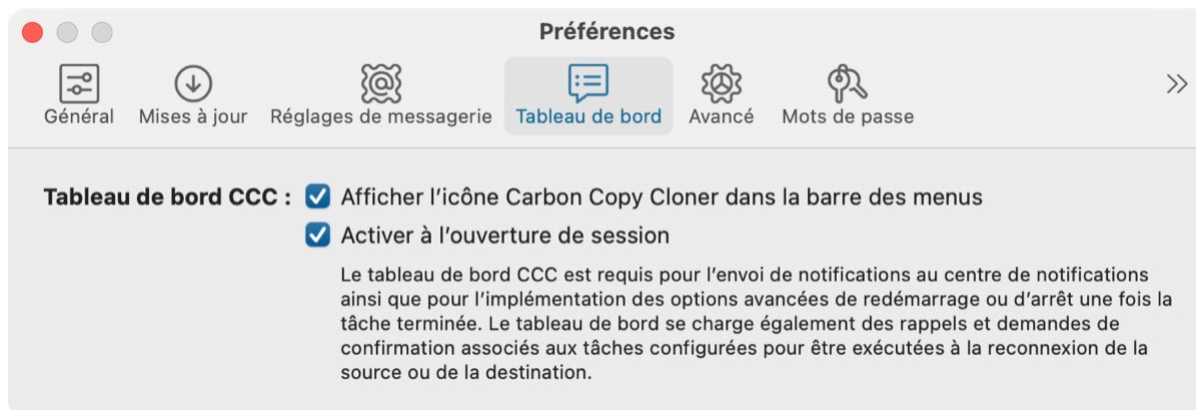 Préférences
Général Mises à jour Réglages de messagerie Tableau de bord Avancé Mots de passe
Tableau de bord CCC : Afficher l’icône Carbon Copy Cloner dans la barre des menus
Activer à l’ouverture de session
Le tableau de bord CCC est requis pour l’envoi de notifications au centre de notifications
ainsi que pour l’implémentation des options avancées de redémarrage ou d’arrêt une fois la
tâche terminée. Le tableau de bord se charge également des rappels et demandes de
confirmation associés aux tâches configurées pour être exécutées à la reconnexion de la
source ou de la destination.